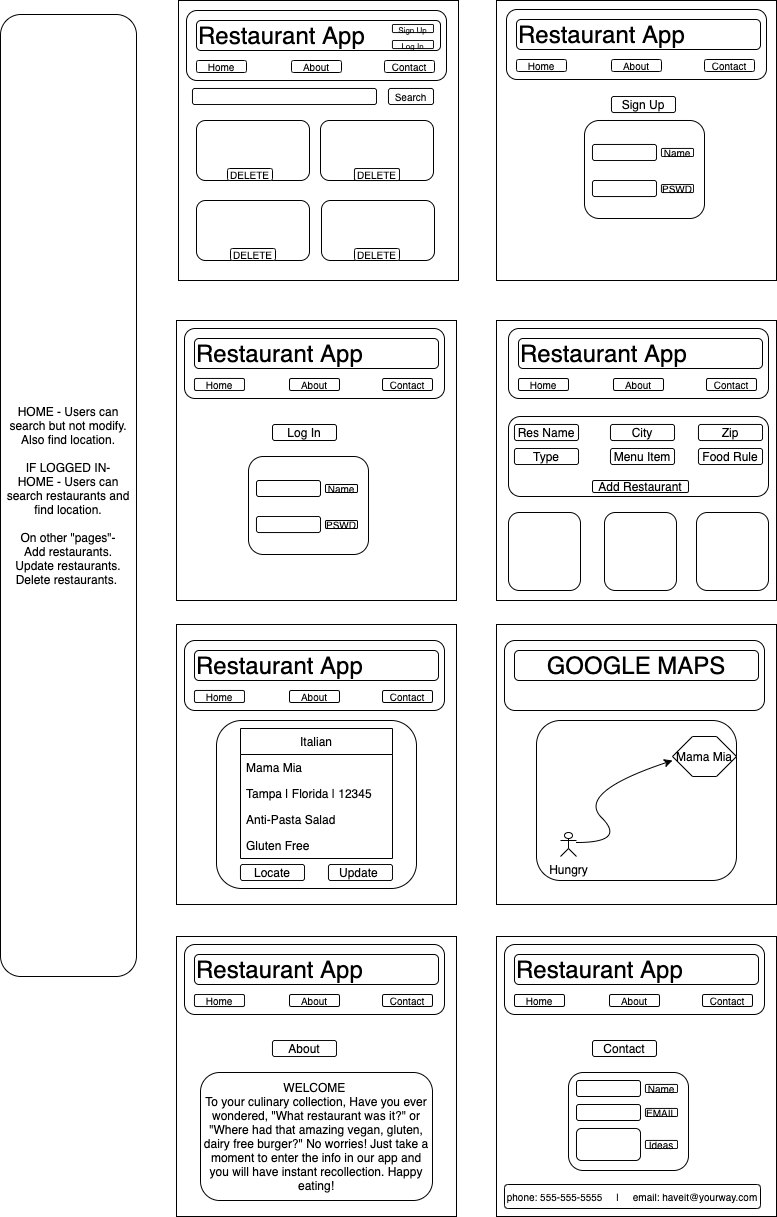 HOME - Users can
search but not modify.
Also find location.
IF LOGGED IN-
HOME - Users can
search restaurants and
find location.
On other "pages"-
Add restaurants.
Update restaurants.
Delete restaurants.
Restaurant App
Sign Up
Log In
Home
About
Contact
Search
DELETE
DELETE
DELETE
DELETE
Restaurant App
Home
About
Contact
Sign Up
Name
PSWD
Restaurant App
Home
About
Contact
Log In
Name
PSWD
Restaurant App
Home
About
Contact
Res Name
City
Zip
Type
Menu Item
Food Rule
Add Restaurant
Restaurant App
Home
About
Contact
Italian
Mama Mia
Tampa | Florida | 12345
Anti-Pasta Salad
Gluten Free
Locate
Update
GOOGLE MAPS
Mama Mia
Hungry
Restaurant App
Home
About
Contact
About
WELCOME
To your culinary collection, Have you ever
wondered, "What restaurant was it?" or
"Where had that amazing vegan, gluten,
dairy free burger?" No worries! Just take a
moment to enter the info in our app and
you will have instant recollection. Happy
eating!
Restaurant App
Home
About
Contact
Contact
Name
EMAIL
Ideas
phone: 555-555-5555 | email: haveit@yourway.com